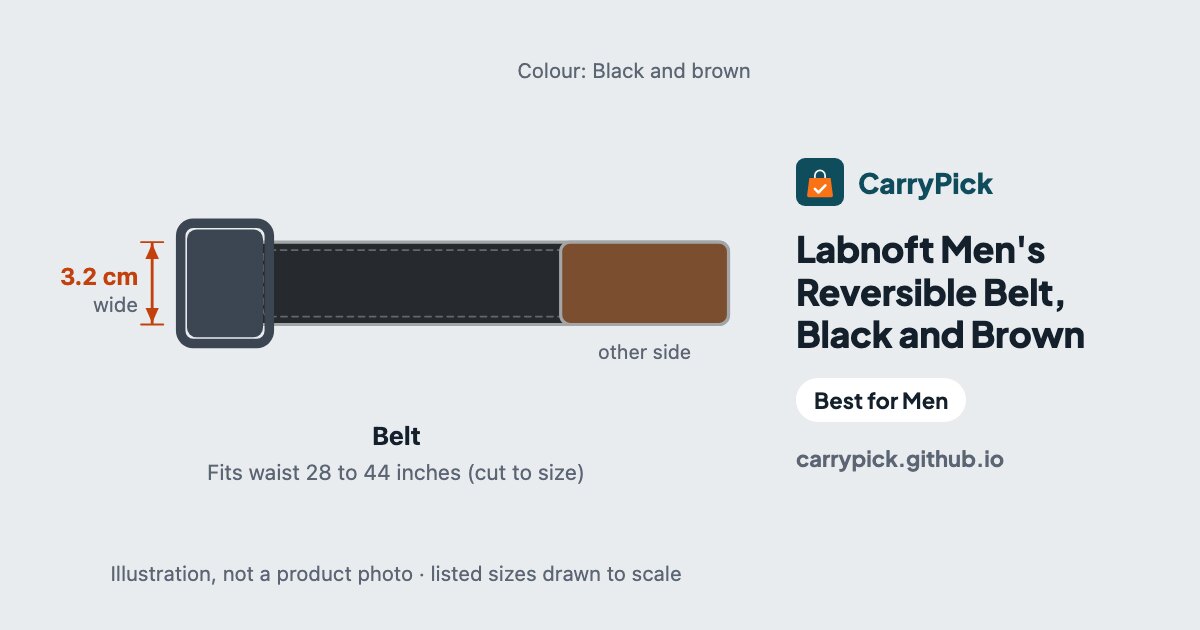 Colour: Black and brown
3.2 cm
wide
other side
Belt
Fits waist 28 to 44 inches (cut to size)
Illustration, not a product photo · listed sizes drawn to scale
CarryPick
Labnoft Men's
Reversible Belt,
Black and Brown
Best for Men
carrypick.github.io